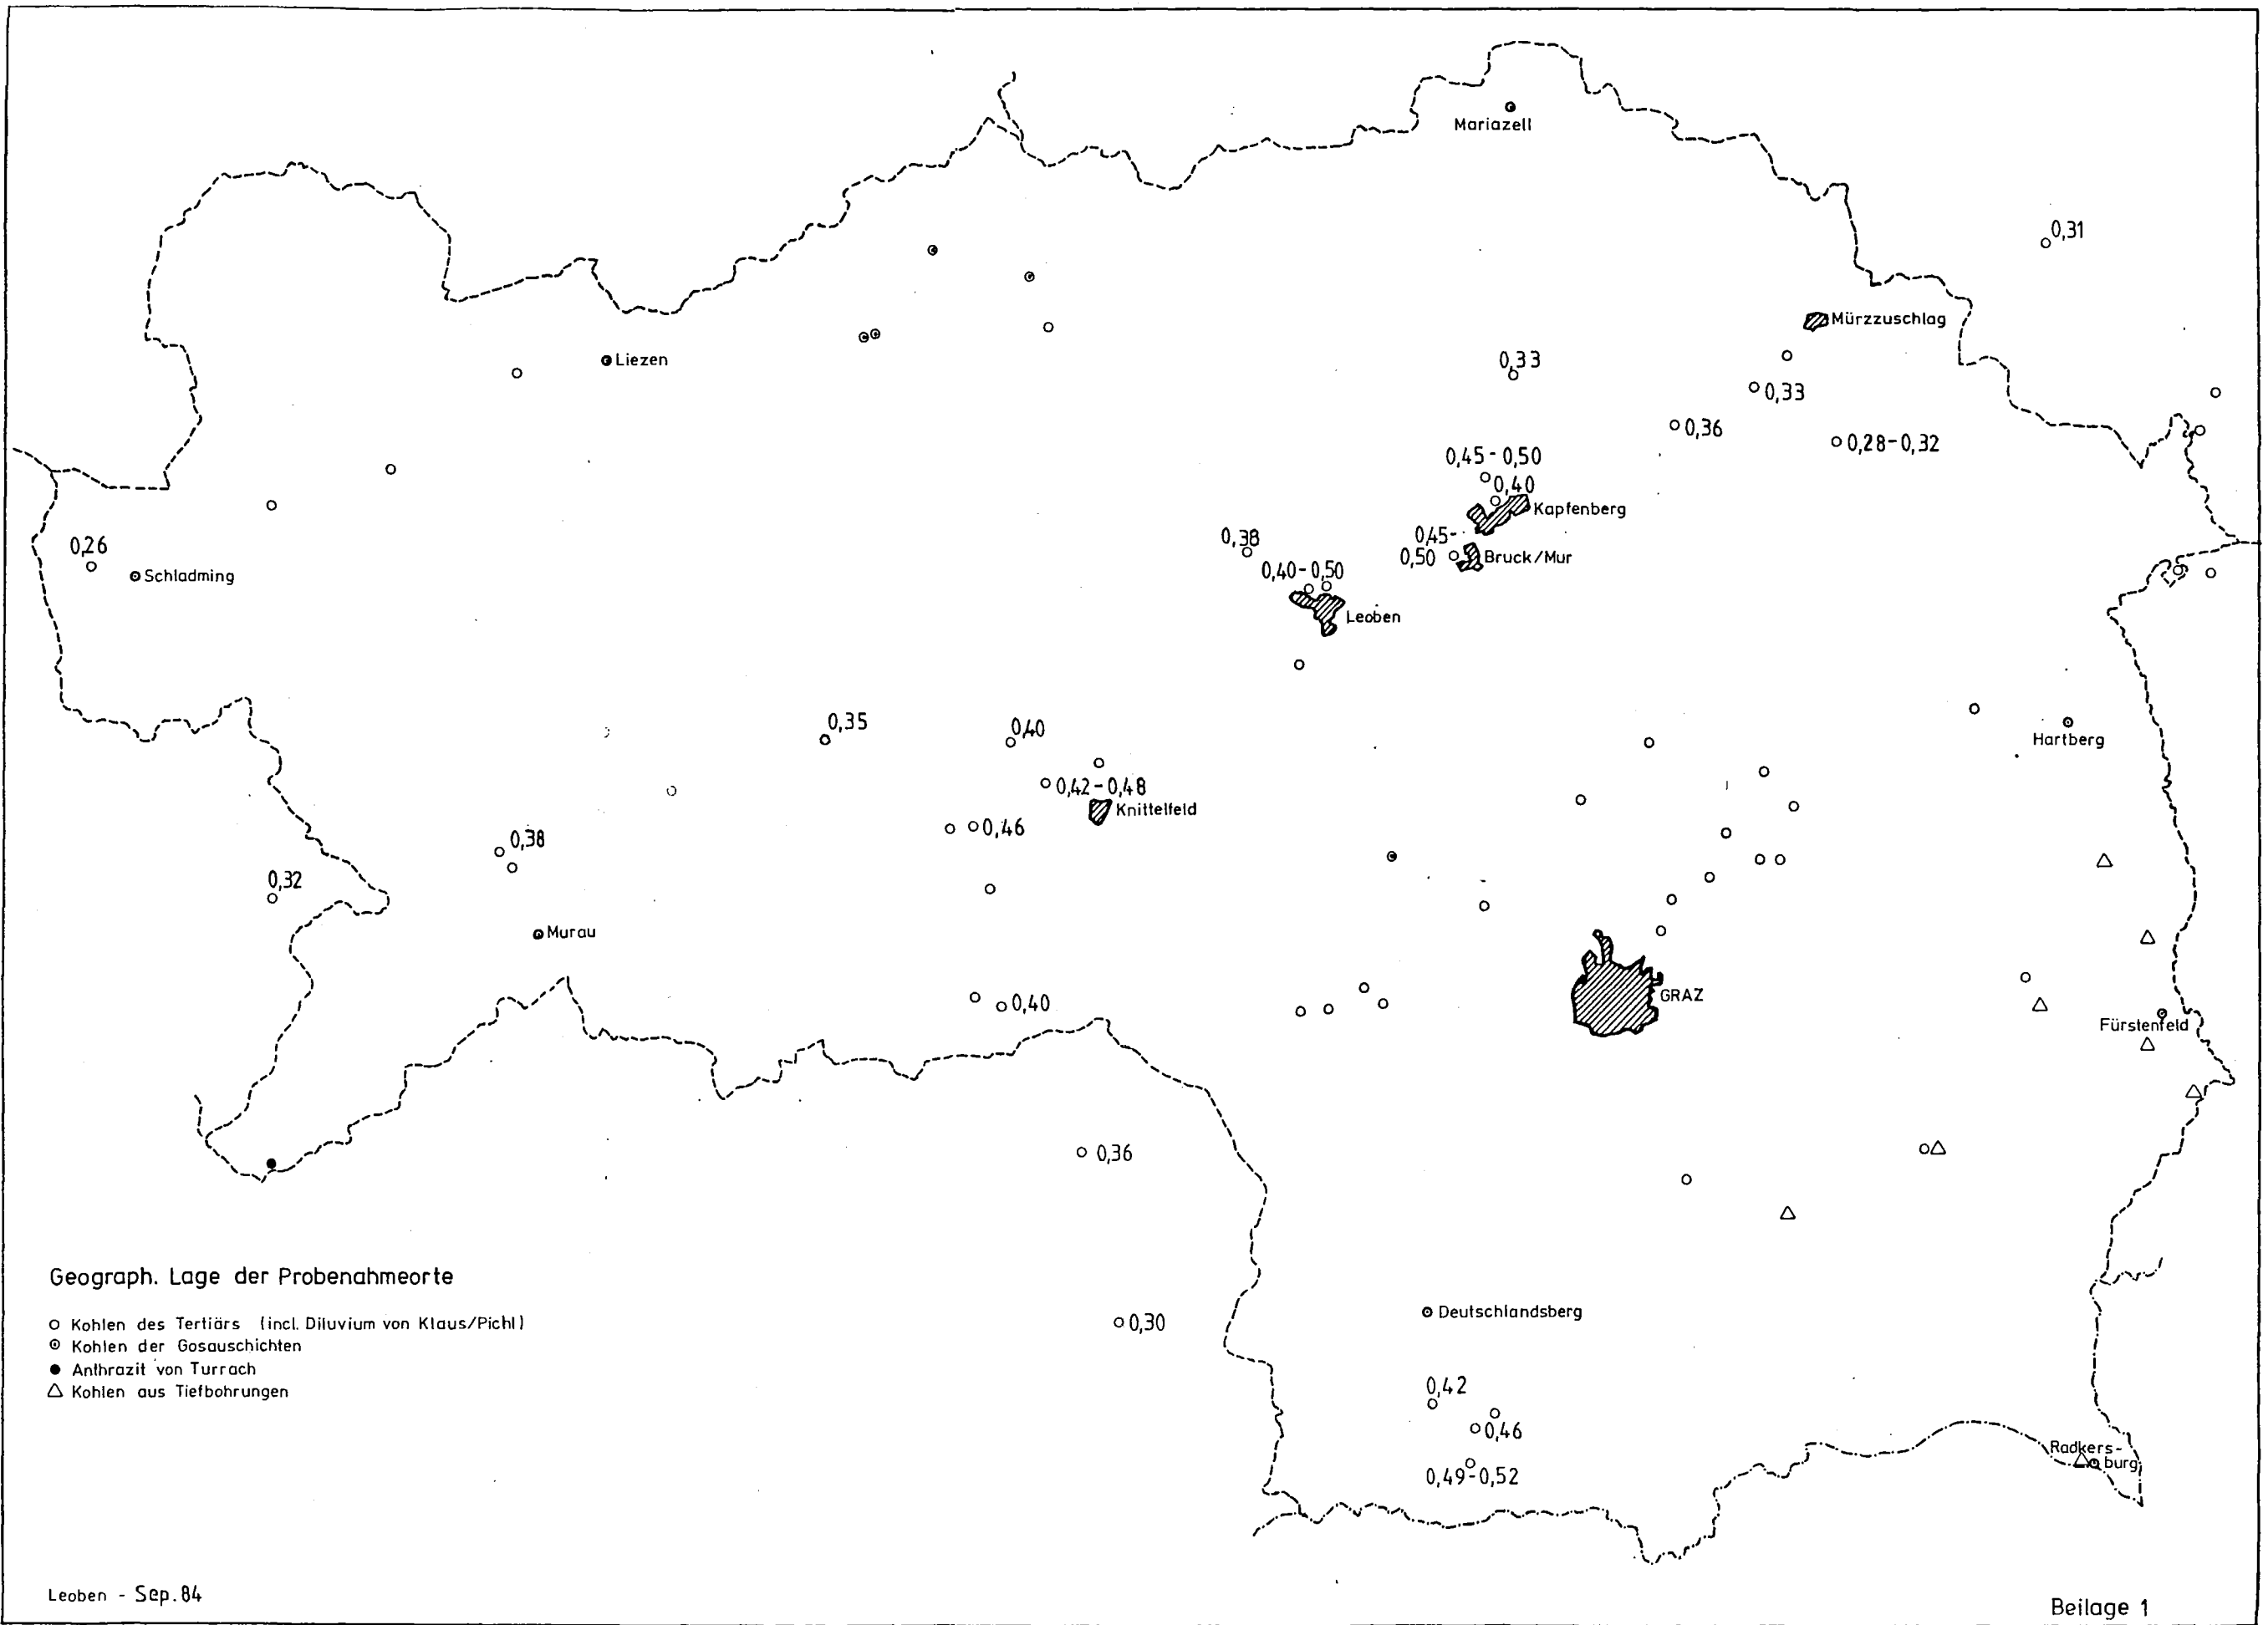 Mariazell
0,31
Mürzzuschlag
Liezen
0,33
0,33
0,36
0,28-0,32
0,45-0,50
0,40
Kapfenberg
0,45-
0,50
Bruck/Mur
0,38
0,40-0,50
Leoben
0,26
Schladming
0,35
0,40
0,42-0,48
Knittelfeld
0,46
Hartberg
0,38
0,32
Murau
0,40
GRAZ
Fürstenfeld
0,36
0,30
Deutschlandsberg
0,42
0,46
0,49-0,52
Radkers-
burg
Geograph. Lage der Probenahmeorte
Kohlen des Tertiärs (incl. Diluvium von Klaus/Pichl)
Kohlen der Gosauschichten
Anthrazit von Turrach
Kohlen aus Tiefbohrungen
Leoben - Sep. 84
Beilage 1